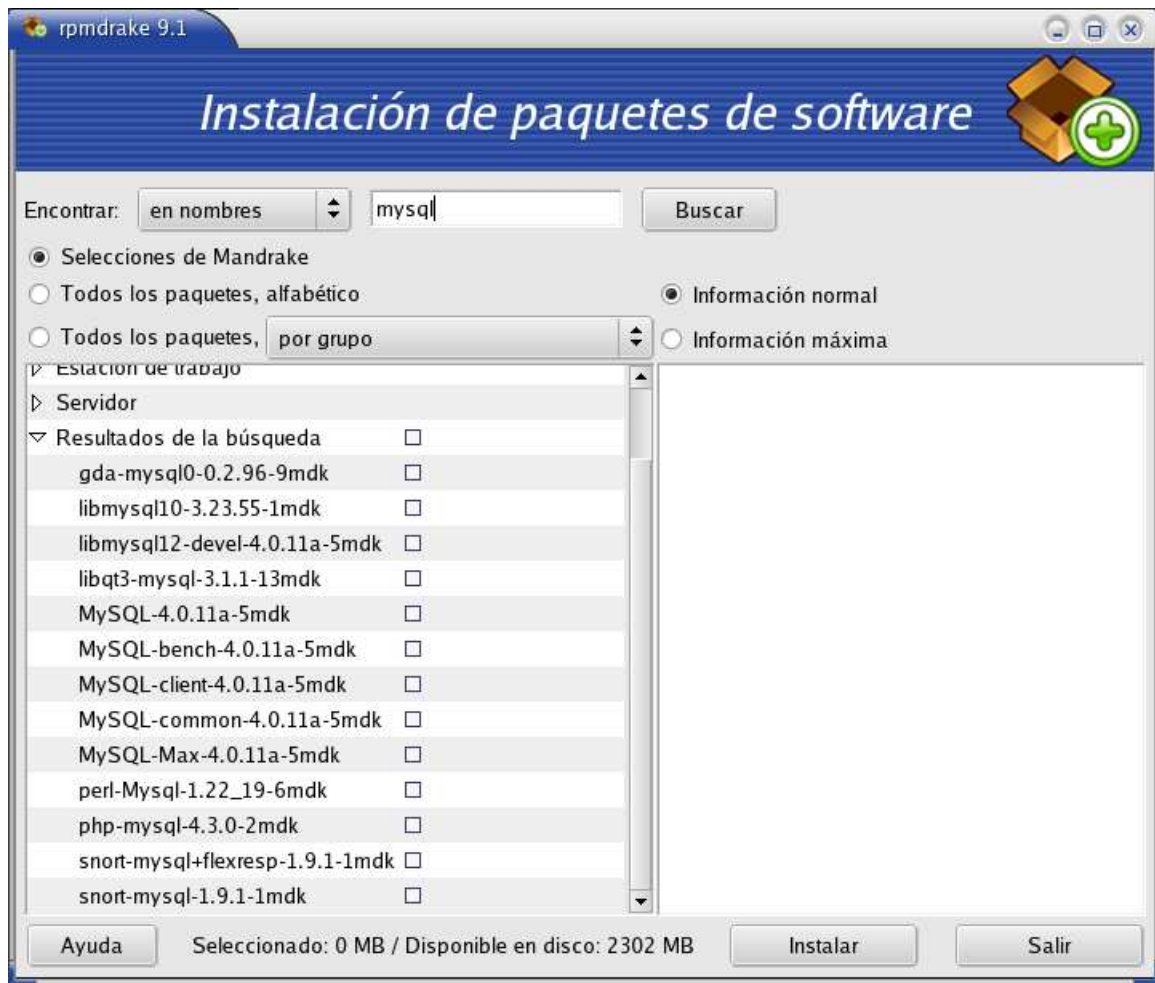 rpmdrake 9.1
Instalación de paquetes de software
Encontrar: en nombres mysql Buscar
Selecciones de Mandrake
Todos los paquetes, alfabético
Información normal
Todos los paquetes, por grupo
Información máxima
Estación de trabajo
Servidor
Resultados de la búsqueda
gda-mysql0-0.2.96-9mdk
libmysql10-3.23.55-1mdk
libmysql12-devel-4.0.11a-5mdk
libqt3-mysql-3.1.1-13mdk
MySQL-4.0.11a-5mdk
MySQL-bench-4.0.11a-5mdk
MySQL-client-4.0.11a-5mdk
MySQL-common-4.0.11a-5mdk
MySQL-Max-4.0.11a-5mdk
perl-Mysql-1.22_19-6mdk
php-mysql-4.3.0-2mdk
snort-mysql+flexresp-1.9.1-1mdk
snort-mysql-1.9.1-1mdk
Ayuda Seleccionado: 0 MB / Disponible en disco: 2302 MB Instalar Salir